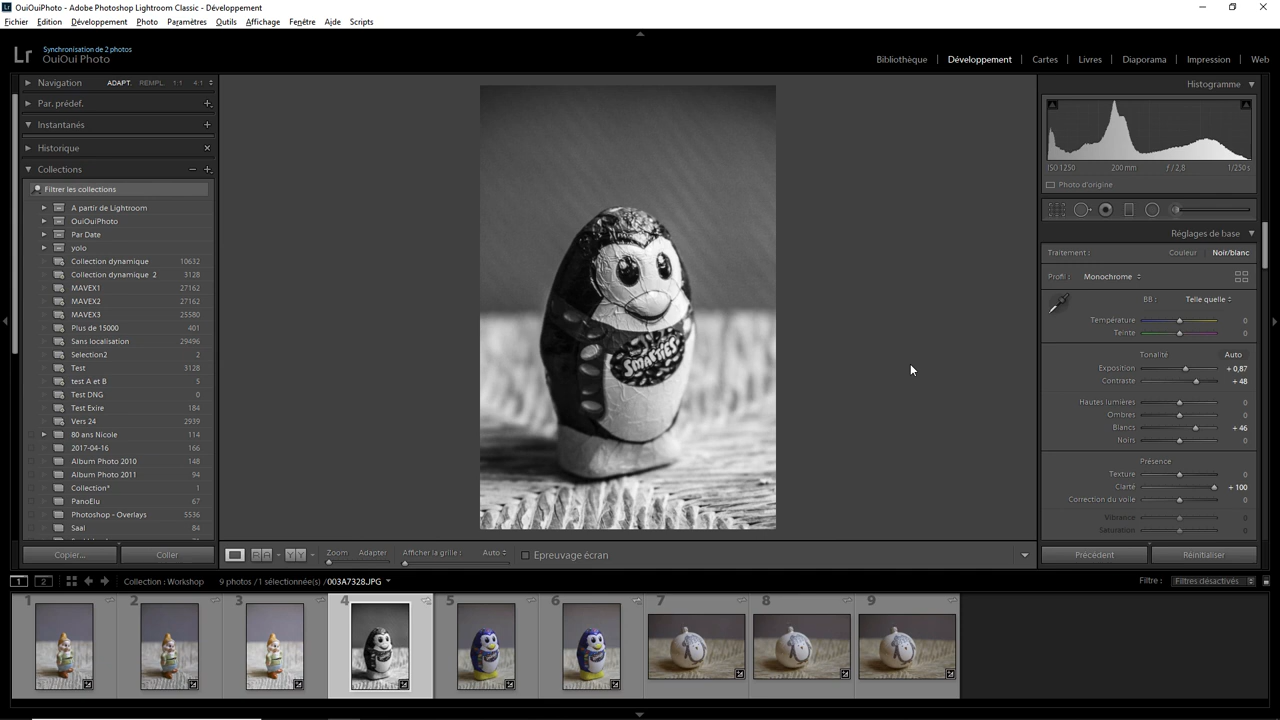 OuiOuiPhoto - Adobe Photoshop Lightroom Classic - Développement
Fichier Edition Développement Photo Paramètres Outils Affichage Fenêtre Aide Scripts
Lr
Synchronisation de 2 photos
OuiOui Photo
Bibliothèque | Développement | Cartes | Livres | Diaporama | Impression | Web
Navigation ADAPT. REMPL. 1:1 4:1
Par. prédef.
Instantanés
Historique
Collections
Filtrer les collections
A partir de Lightroom
OuiOuiPhoto
Par Date
yolo
Collection dynamique 10632
Collection dynamique 2 3128
MAVEX1 27162
MAVEX2 27162
MAVEX3 25580
Plus de 15000 401
Sans localisation 29496
Selection2 2
Test 3128
test A et B 5
Test DNG 0
Test Exire 184
Vers 24 2939
80 ans Nicole 114
2017-04-16 166
Album Photo 2010 148
Album Photo 2011 94
Collection* 1
PanoElu 67
Photoshop - Overlays 5536
Saal 84
Copier... Coller
SMARTIES
Zoom Adapter Afficher la grille : Auto Epreuvage écran
Histogramme
ISO 1250 200 mm ƒ / 2,8 1/250 s
Photo d'origine
Réglages de base
Traitement : Couleur Noir/blanc
Profil : Monochrome
BB : Telle quelle
Température 0
Teinte 0
Tonalité Auto
Exposition + 0,87
Contraste + 48
Hautes lumières 0
Ombres 0
Blancs + 46
Noirs 0
Présence
Texture 0
Clarté + 100
Correction du voile 0
Vibrance 0
Saturation 0
Précédent Réinitialiser
1 2 Collection : Workshop 9 photos /1 sélectionnée(s) /003A7328.JPG Filtre : Filtres désactivés
1 2 3 4 5 6 7 8 9